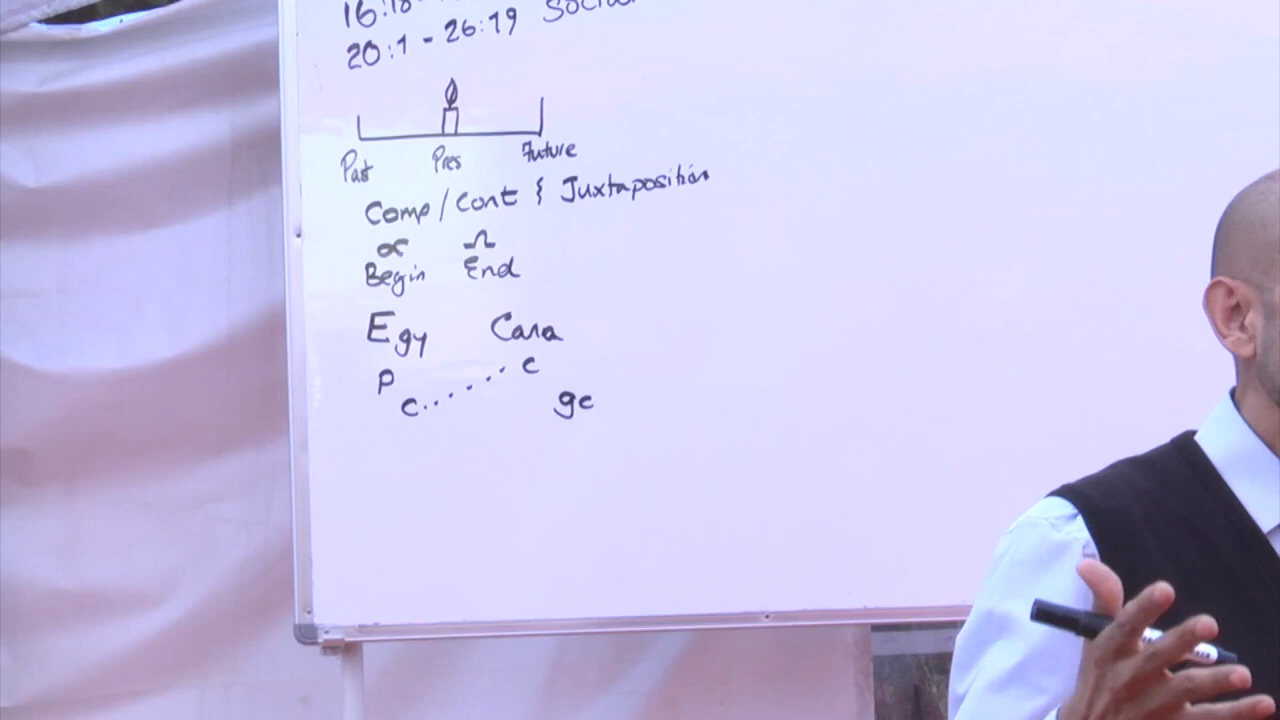 20:1 - 26:19
Past Pres Future
Comp/Cont & Juxtaposition
∝ Ω
Begin End
Egy Cana
P c......c
gc